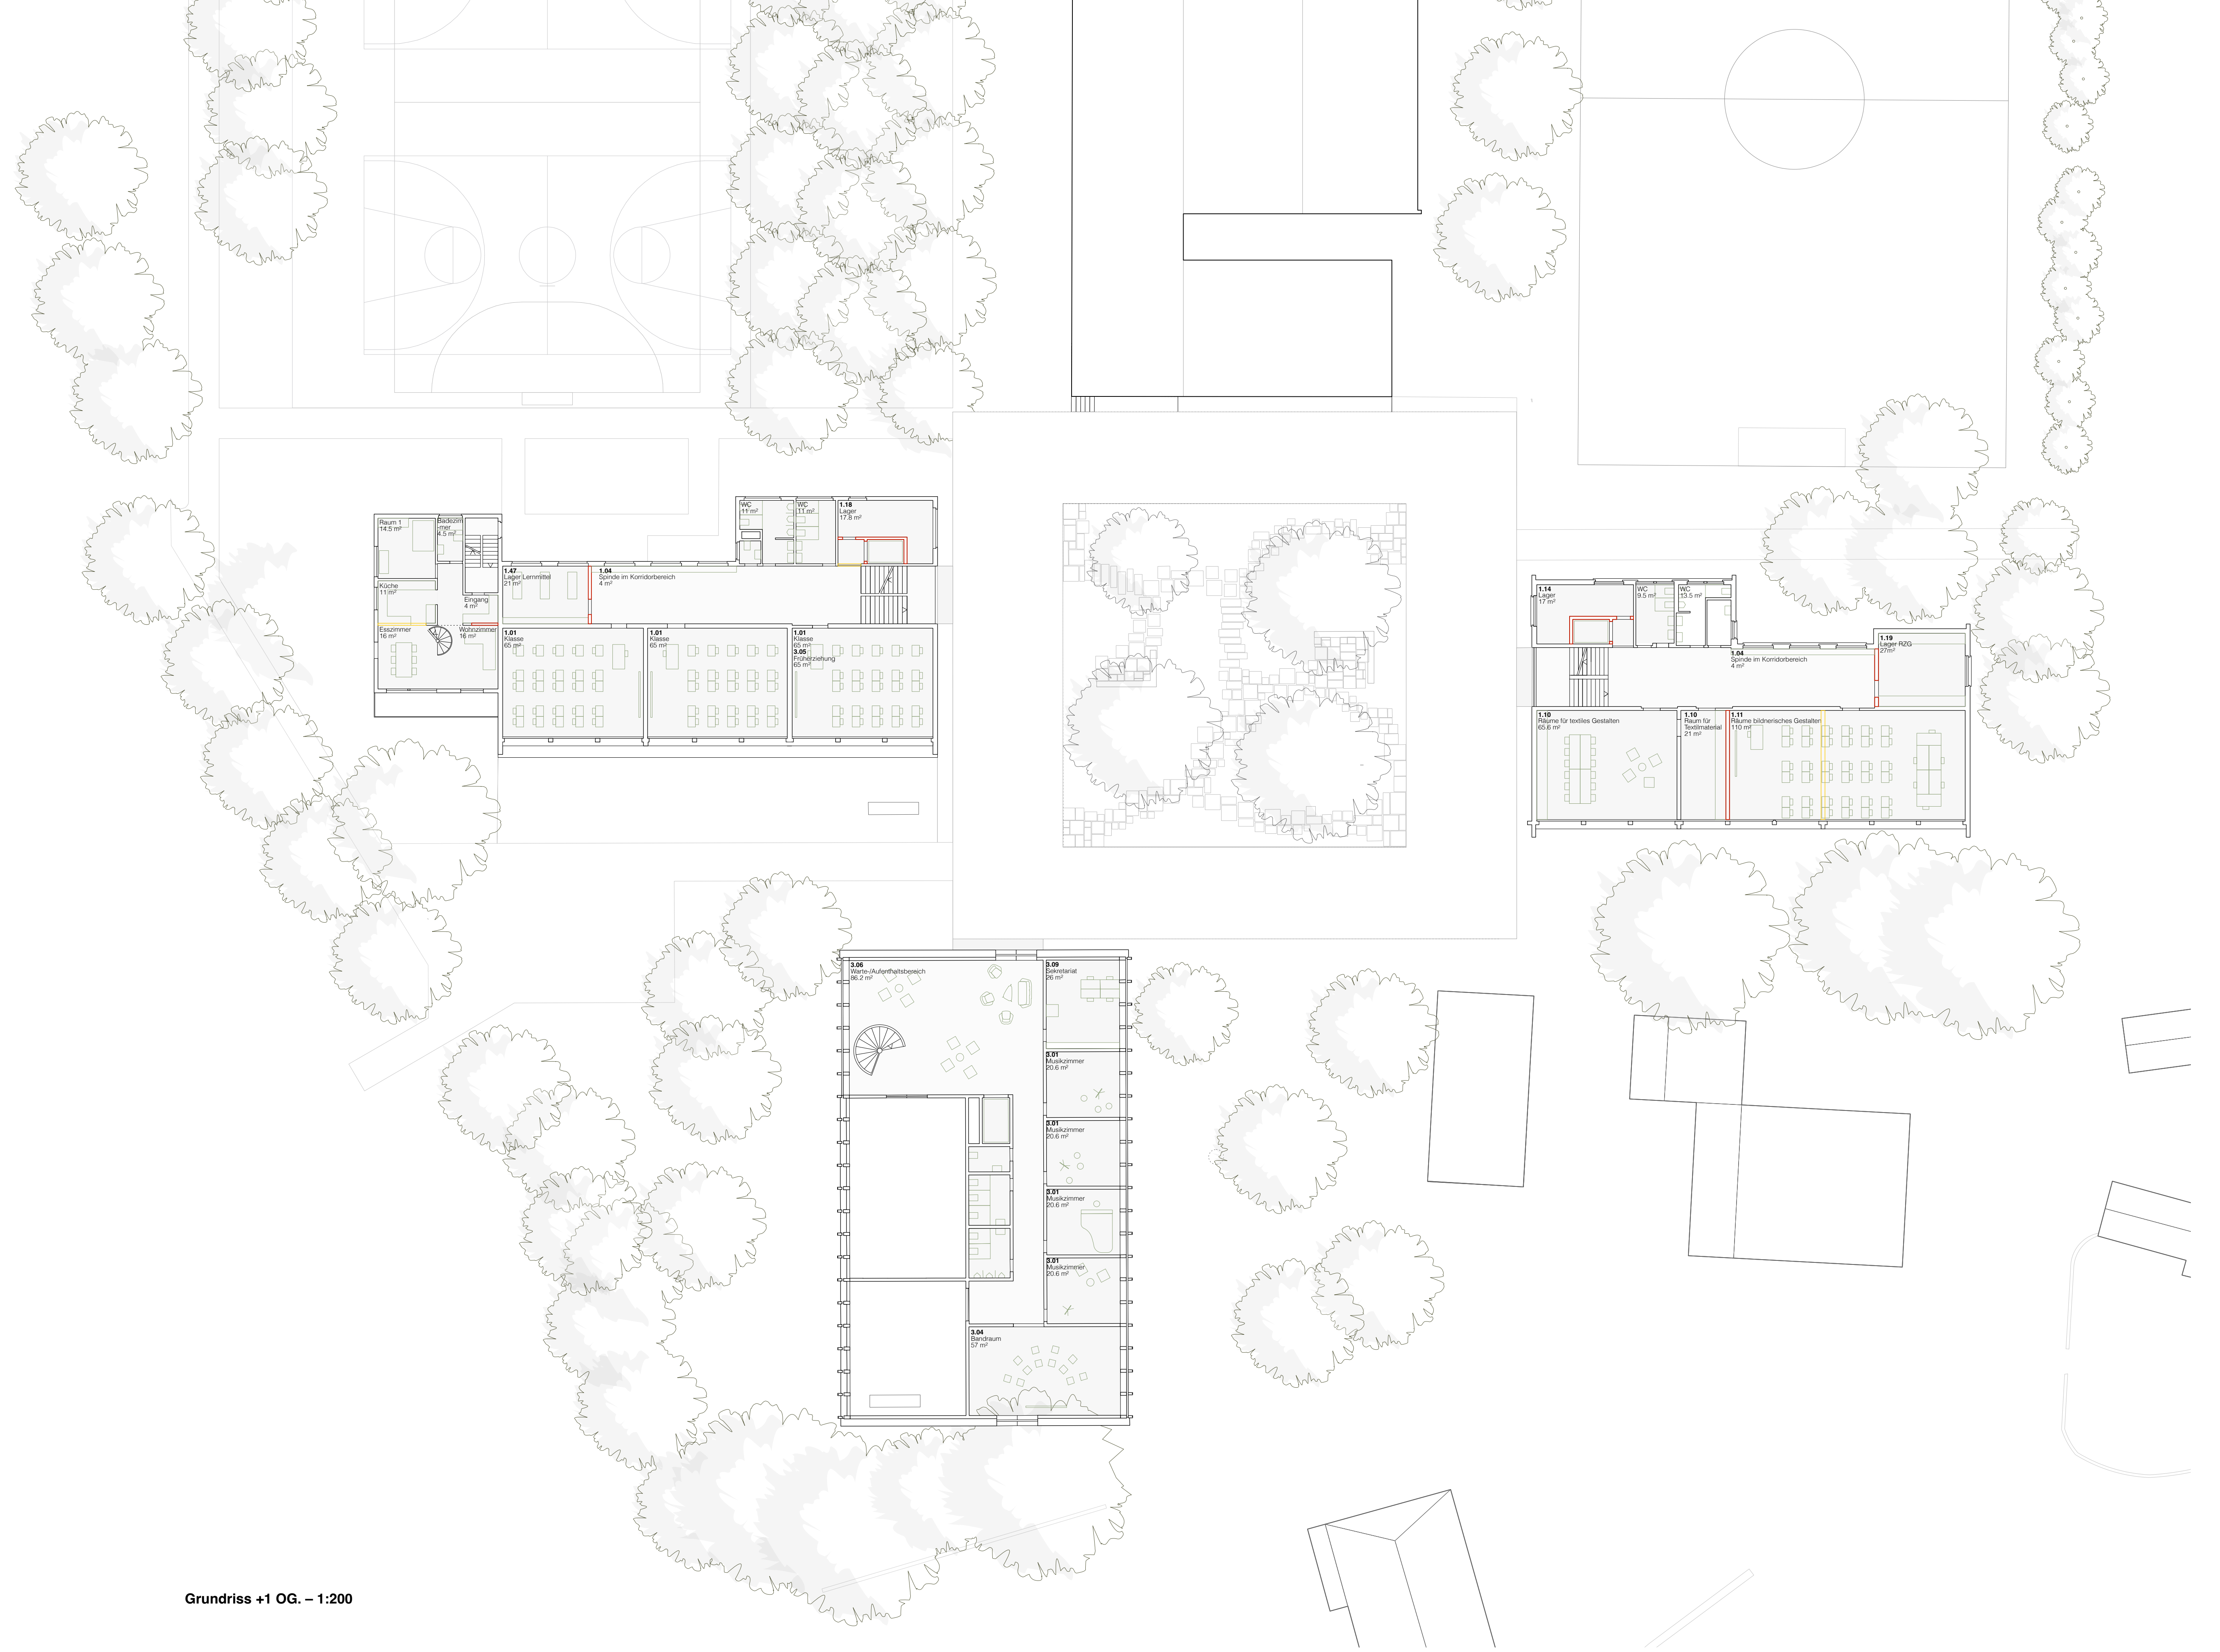 WC
11 m²
WC
11 m²
1.18
Lager
17.8 m²
Raum 1
14.5 m²
Badezim
-mer
4.5 m²
Küche
11 m²
Eingang
4 m²
Esszimmer
16 m²
Wohnzimmer
16 m²
1.47
Lager Lernmittel
21 m²
1.04
Spinde im Korridorbereich
4 m²
1.01
Klasse
65 m²
1.01
Klasse
65 m²
1.01
Klasse
65 m²
3.05
Früherziehung
65 m²
1.14
Lager
17 m²
WC
9.5 m²
WC
13.5 m²
1.04
Spinde im Korridorbereich
4 m²
1.19
Lager RZG
27m²
1.10
Räume für textiles Gestalten
65.6 m²
1.10
Raum für
Textilmaterial
21 m²
1.11
Räume bildnerisches Gestalten
110 m²
3.06
Warte-/Aufenthaltsbereich
86.2 m²
3.09
Sekretariat
26 m²
3.01
Musikzimmer
20.6 m²
3.01
Musikzimmer
20.6 m²
3.01
Musikzimmer
20.6 m²
3.01
Musikzimmer
20.6 m²
3.04
Bandraum
57 m²
Grundriss +1 OG. – 1:200